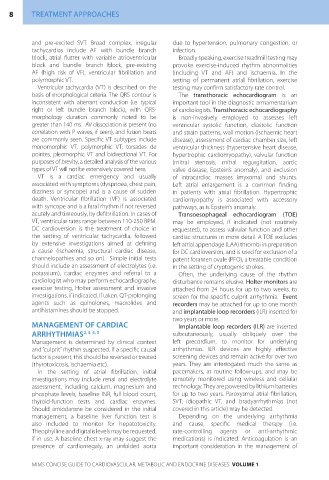 8 TREATMENT APPROACHES
and pre-excited SVT. Broad complex, irregular
tachycardias include AF with bundle branch
block, atrial flutter with variable atrioventricular
block and bundle branch block, pre-existing
AF (high risk of VF), ventricular fibrillation and
polymorphic VT.
Ventricular tachycardia (VT) is described on the
basis of morphological criteria. The QRS contour is
inconsistent with aberrant conduction (i.e. typical
right or left bundle branch block), with QRS-
morphology duration commonly noted to be
greater than 140 ms. AV dissociation is present (no
correlation with P waves, if seen), and fusion beats
are commonly seen. Specific VT subtypes include
monomorphic VT, polymorphic VT, torsades de
pointes, pleomorphic VT and bidirectional VT. For
purposes of brevity, a detailed analysis of the various
types of VT will not be extensively covered here.
VT is a cardiac emergency and usually
associated with symptoms (dyspnoea, chest pain,
dizziness or syncope) and is a cause of sudden
death. Ventricular fibrillation (VF) is associated
with syncope and is a fatal rhythm if not reversed
acutely and timeously, by defibrillation. In cases of
VT, ventricular rates range between 110-250 BPM.
DC cardioversion is the treatment of choice in
the setting of ventricular tachycardia, followed
by extensive investigations aimed at defining
a cause (ischaemia, structural cardiac disease,
channelopathies and so on). Simple initial tests
should include an assessment of electrolytes (i.e.
potassium), cardiac enzymes and referral to a
cardiologist who may perform echocardiography,
exercise testing, Holter assessment and invasive
investigations, if indicated. If taken, QT-prolonging
agents such as quinolones, macrolides and
antihistamines should be stopped.
MANAGEMENT OF CARDIAC
ARRHYTHMIAS
Management is determined by clinical context
and "culprit" rhythm suspected. If a specific causal
factor is present, this should be reversed or treated
(thyrotoxicosis, ischaemia etc).
In the setting of atrial fibrillation, initial
investigations may include renal and electrolyte
assessment, including calcium, magnesium and
phosphate levels, baseline INR, full blood count,
thyroid-function tests and cardiac enzymes.
Should amiodarone be considered in the initial
management, a baseline liver function test is
also included to monitor for hepatotoxicity.
Theophylline and digitalis levels may be requested,
if in use. A baseline chest x-ray may suggest the
presence of cardiomegaly, an unfolded aorta
due to hypertension, pulmonary congestion, or
infection.
Broadly speaking, exercise treadmill testing may
provoke exercise-induced rhythm abnormalities
(including VT and AF) and ischaemia. In the
setting of permanent atrial fibrillation, exercise
testing may confirm satisfactory rate control.
The transthoracic echocardiogram is an
important tool in the diagnostic armamentarium
of cardiologists. Transthoracic echocardiography
is non-invasively employed to assesses left
ventricular systolic function, diastolic function
and strain patterns, wall motion (ischaemic heart
disease), assessment of cardiac chamber size, left
ventricular thickness (hypertensive heart disease,
hypertrophic cardiomyopathy), valvular function
(mitral stenosis, mitral regurgitation, aortic
valve disease, Epstein's anomaly), and exclusion
of intracardiac masses (myxoma) and shunts.
Left atrial enlargement is a common finding
in patients with atrial fibrillation. Hypertrophic
cardiomyopathy is associated with accessory
pathways, as is Epstein's anomaly.
Transoesophageal echocardiogram (TOE)
may be employed, if indicated (not routinely
requested), to assess valvular function and other
cardiac structures in more detail. A TOE excludes
left atrial appendage (LAA) thrombi in preparation
for DC cardioversion, and is used for exclusion of a
patent foramen ovale (PFO), a treatable condition
in the setting of cryptogenic strokes.
Often, the underlying cause of the rhythm
disturbance remains elusive. Holter monitors are
attached from 24 hours for up to two weeks, to
screen for the specific culprit arrhythmia. Event
recorders may be attached for up to one month
and implantable loop recorders (ILR) inserted for
two years or more.
Implantable loop recorders (ILR) are inserted
subcutaneously, usually obliquely over the
left pectoralis, to monitor for underlying
arrhythmias. ILR devices are highly effective
screening devices and remain active for over two
years. They are interrogated much the same as
pacemakers, at routine follow-ups, and may be
remotely monitored using wireless and cellular
technology. They are powered by lithium batteries
for up to two years. Paroxysmal atrial fibrillation,
SVT, idiopathic VT, and bradyarrhythmias (not
covered in this article) may be detected.
Depending on the underlying arrhythmia
and cause, specific medical therapy (i.e.
rate-controlling agents or anti-arrhythmic
medications) is indicated. Anticoagulation is an
important consideration in the management of
MIMS CONCISE GUIDE TO CARDIOVASCULAR, METABOLIC AND ENDOCRINE DISEASES VOLUME 1